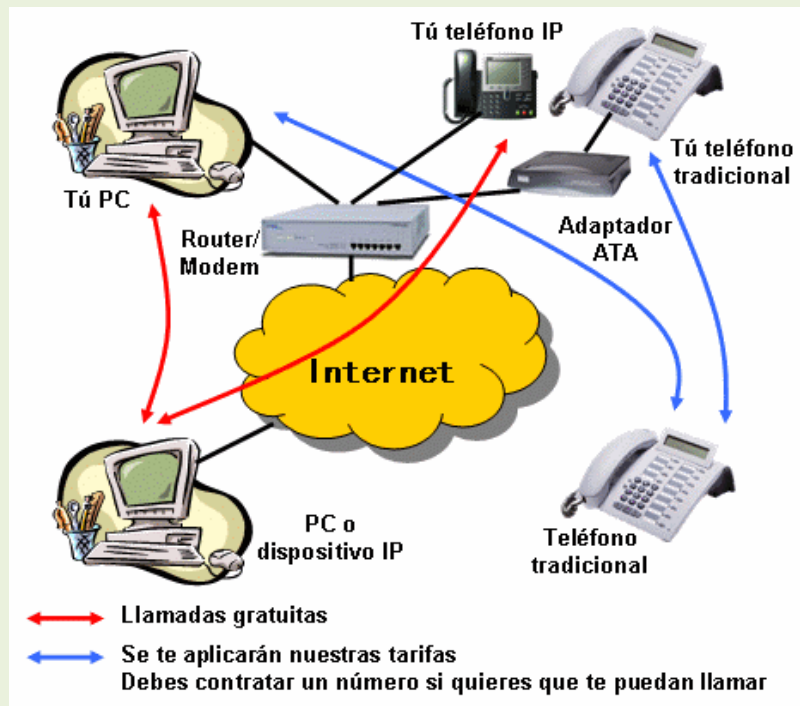 Tú teléfono IP
Tú teléfono
tradicional
Tú PC
Router/
Modem
Adaptador
ATA
Internet
PC o
dispositivo IP
Teléfono
tradicional
Llamadas gratuitas
Se te aplicarán nuestras tarifas
Debes contratar un número si quieres que te puedan llamar